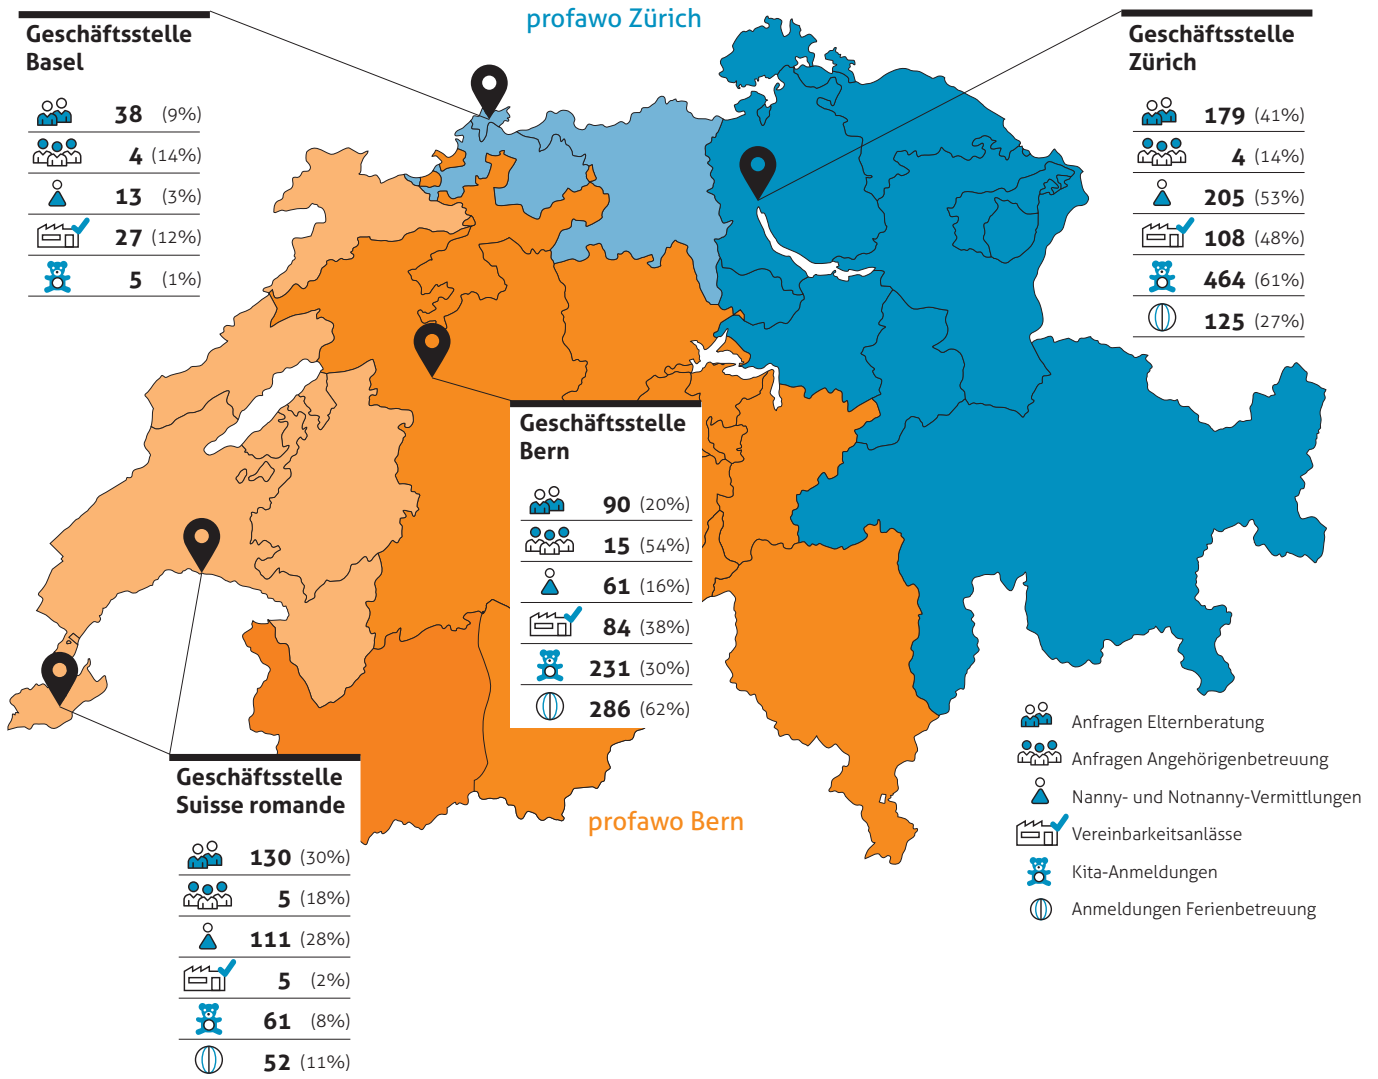 profawo Zürich
Geschäftsstelle
Basel
38 (9%)
4 (14%)
13 (3%)
27 (12%)
5 (1%)
Geschäftsstelle
Zürich
179 (41%)
4 (14%)
205 (53%)
108 (48%)
464 (61%)
125 (27%)
Geschäftsstelle
Bern
90 (20%)
15 (54%)
61 (16%)
84 (38%)
231 (30%)
286 (62%)
profawo Bern
Geschäftsstelle
Suisse romande
130 (30%)
5 (18%)
111 (28%)
5 (2%)
61 (8%)
52 (11%)
Anfragen Elternberatung
Anfragen Angehörigenbetreuung
Nanny- und Notnanny-Vermittlungen
Vereinbarkeitsanlässe
Kita-Anmeldungen
Anmeldungen Ferienbetreuung